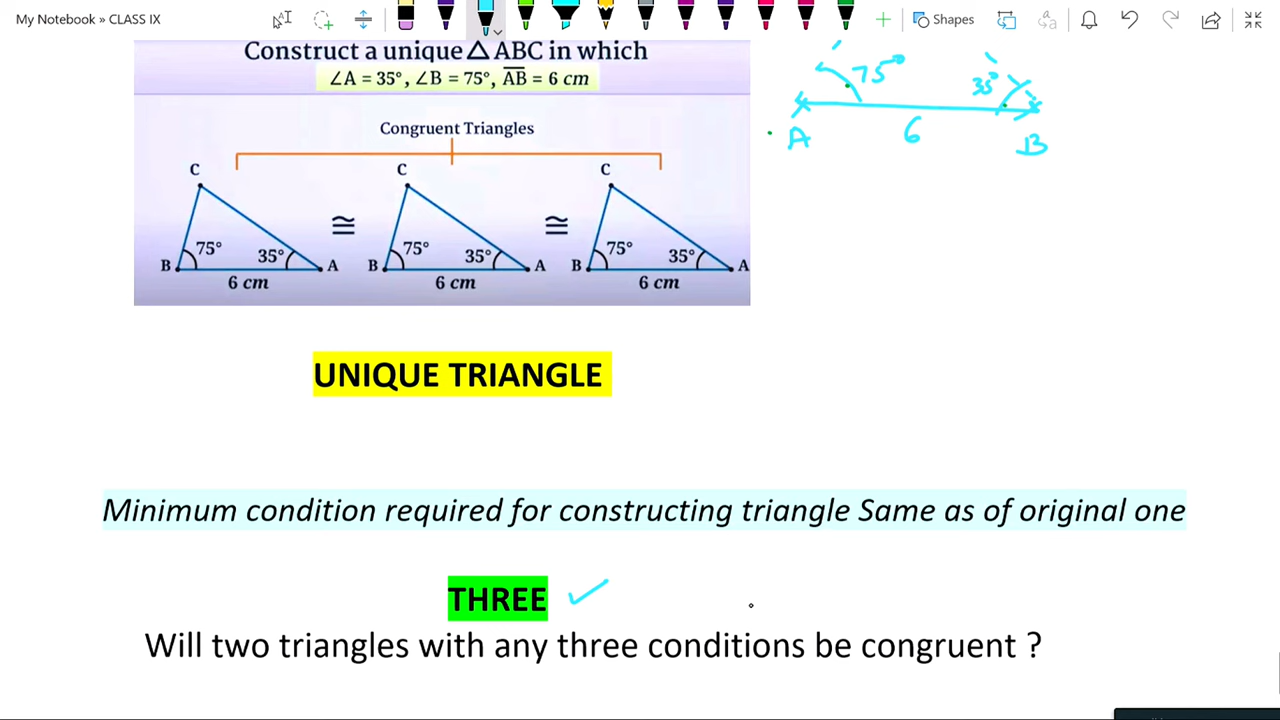 My Notebook » CLASS IX
Shapes
Construct a unique △ ABC in which
∠A = 35°, ∠B = 75°, A̅B̅ = 6 cm
Congruent Triangles
C C C
75° 35° ≅ 75° 35° ≅ 75° 35°
B A B A B A
6 cm 6 cm 6 cm
75° 35°
A 6 B
UNIQUE TRIANGLE
Minimum condition required for constructing triangle Same as of original one
THREE
Will two triangles with any three conditions be congruent ?